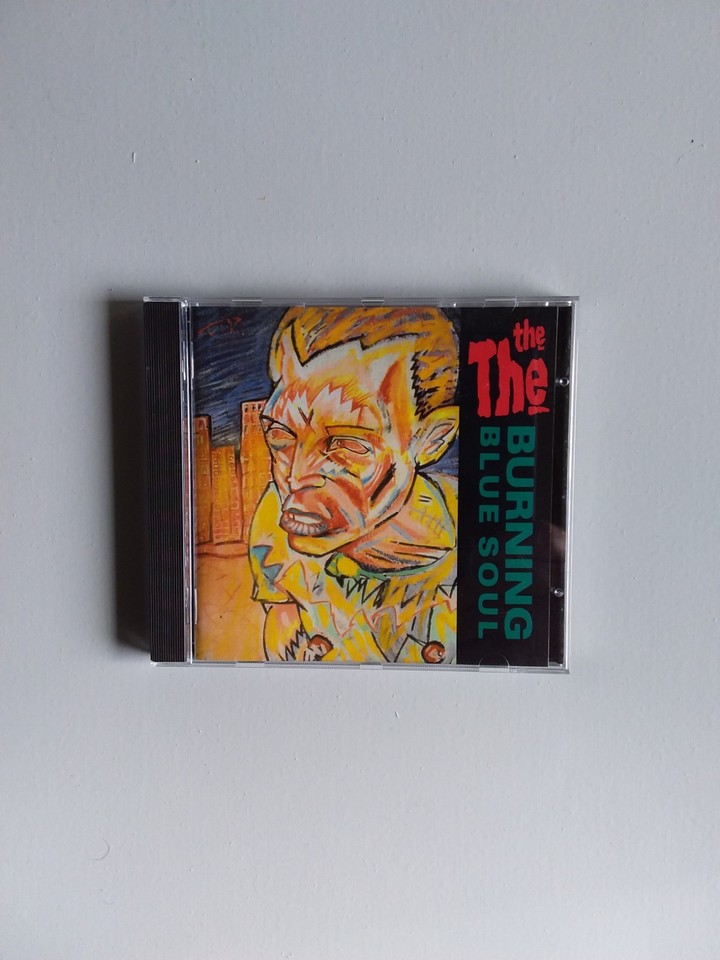 the
The
BURNING
BLUE SOUL